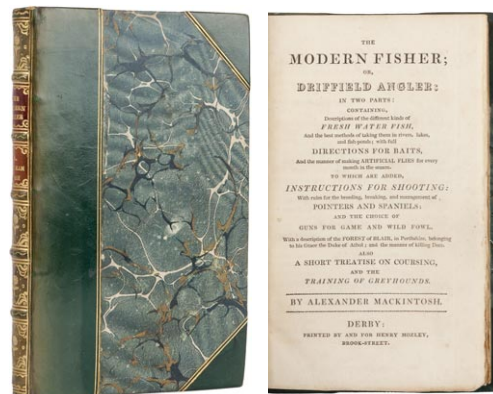 THE
MODERN FISHER;
OR,
DRIFFIELD ANGLER;
IN TWO PARTS:
CONTAINING,
Descriptions of the different kinds of
FRESH WATER FISH,
And the best methods of taking them in rivers, lakes,
and fish-ponds; with full
DIRECTIONS FOR BAITS,
And the manner of making ARTIFICIAL FLIES for every
month in the season.
TO WHICH ARE ADDED,
INSTRUCTIONS FOR SHOOTING:
With rules for the breeding, breaking, and management of
POINTERS AND SPANIELS:
AND THE CHOICE OF
GUNS FOR GAME AND WILD FOWL.
With a description of the FOREST of BLAIR, in Perthshire, belonging
to his Grace the Duke of Athol; and the manner of killing Deer.
ALSO
A SHORT TREATISE ON COURSING,
AND THE
TRAINING OF GREYHOUNDS.
BY ALEXANDER MACKINTOSH.
DERBY:
PRINTED BY AND FOR HENRY MOZLEY,
BROOK-STREET.